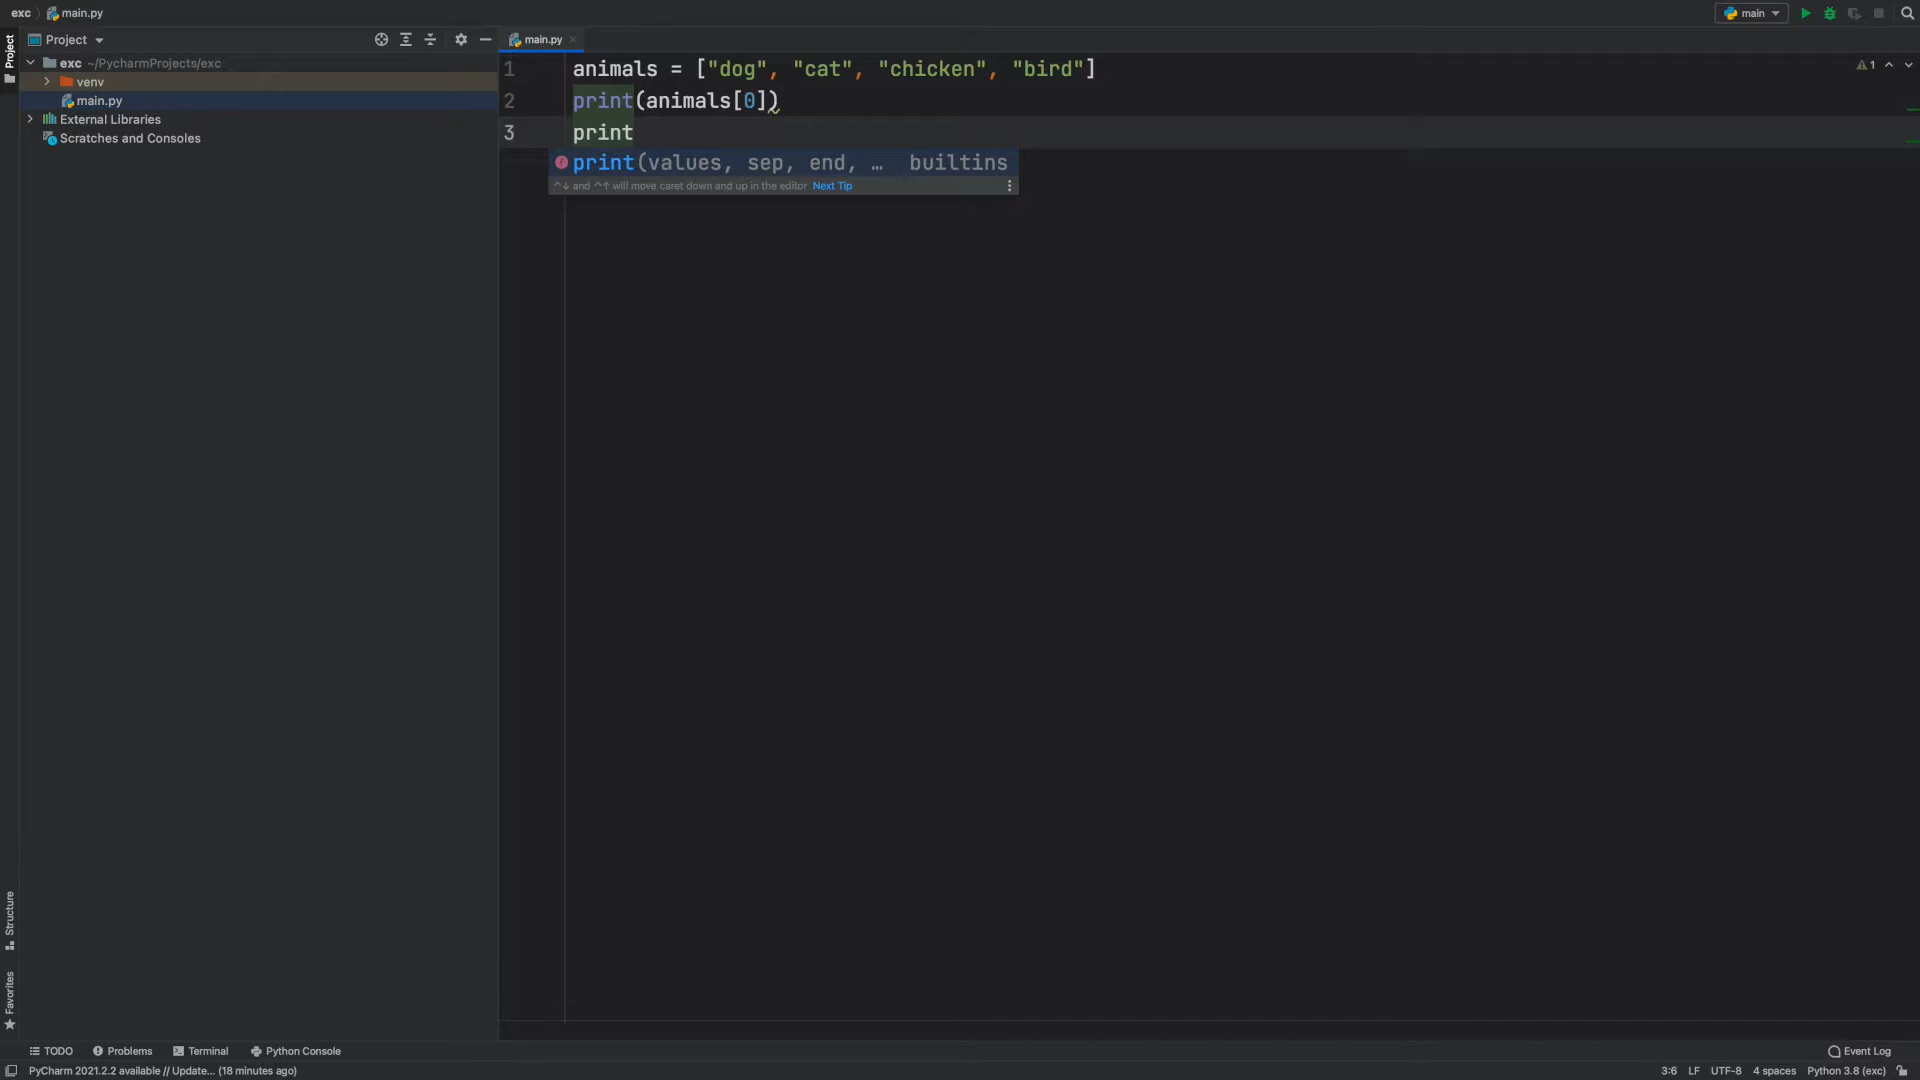 exc main.py
main
Project
Project
main.py
exc ~/PycharmProjects/exc
venv
main.py
External Libraries
Scratches and Consoles
1 animals = ["dog", "cat", "chicken", "bird"]
1
2 print(animals[0])
3 print
print(values, sep, end, … builtins
^↓ and ^↑ will move caret down and up in the editor Next Tip
Structure
Favorites
TODO Problems Terminal Python Console
Event Log
PyCharm 2021.2.2 available // Update... (18 minutes ago)
3:6 LF UTF-8 4 spaces Python 3.8 (exc)